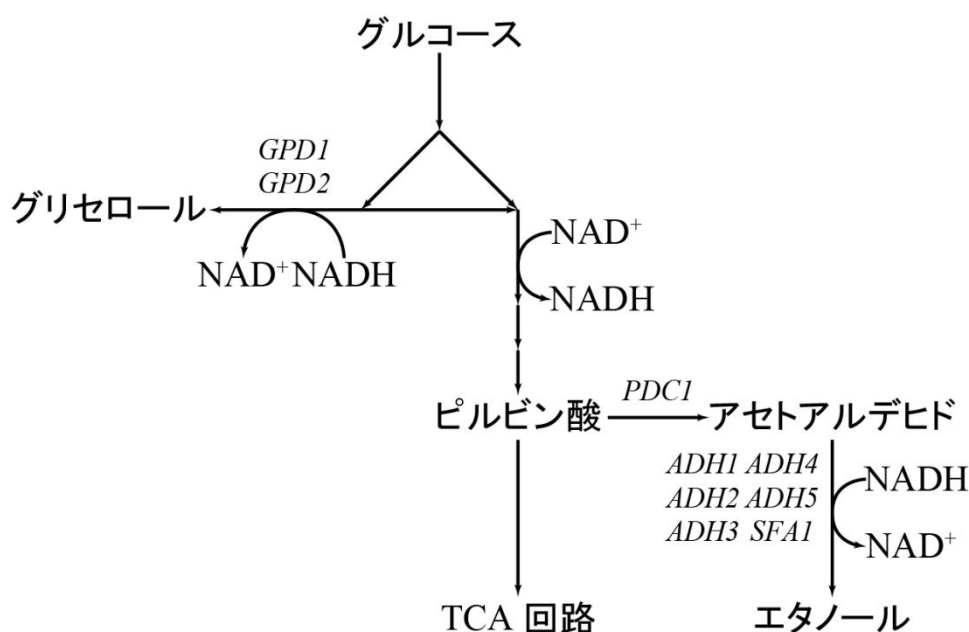 グルコース
GPD1
GPD2
グリセロール
NAD⁺
NAD⁺NADH
NADH
PDC1
ピルビン酸
アセトアルデヒド
ADH1 ADH4
NADH
ADH2 ADH5
ADH3 SFA1
NAD⁺
TCA 回路
エタノール